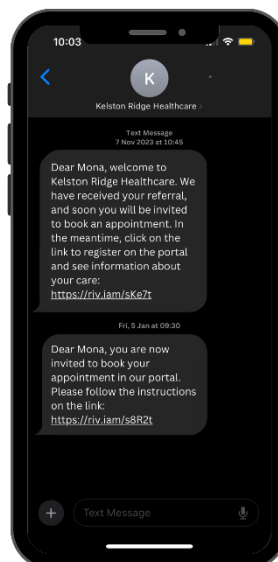 10:03
K
Kelston Ridge Healthcare
Text Message
7 Nov 2023 at 10:45
Dear Mona, welcome to
Kelston Ridge Healthcare. We
have received your referral,
and soon you will be invited
to book an appointment. In
the meantime, click on the
link to register on the portal
and see information about
your care:
https://riv.iam/sKe7t
Fri, 5 Jan at 09:30
Dear Mona, you are now
invited to book your
appointment in our portal.
Please follow the instructions
on the link:
https://riv.iam/s8R2t
Text Message